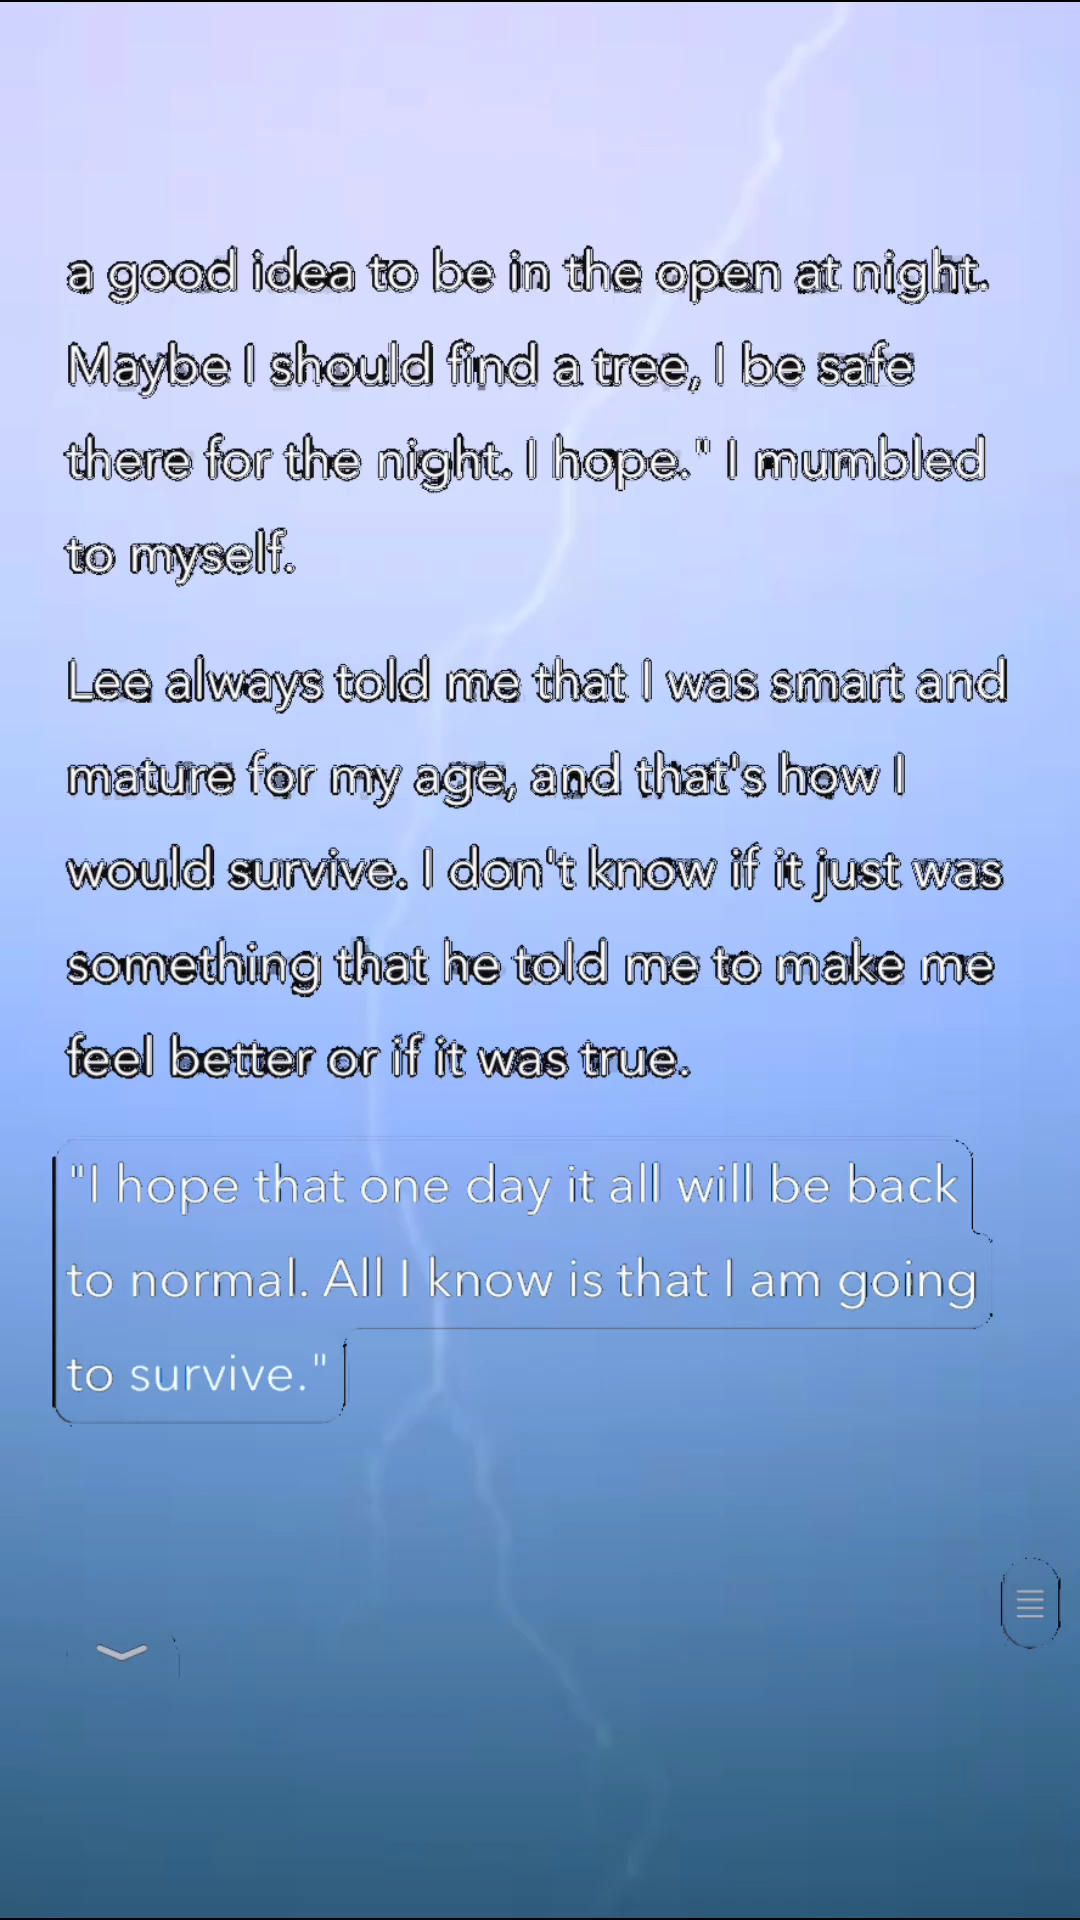 a good idea to be in the open at night.
Maybe I should find a tree, I be safe
there for the night. I hope." I mumbled
to myself.
Lee always told me that I was smart and
mature for my age, and that's how I
would survive. I don't know if it just was
something that he told me to make me
feel better or if it was true.
"I hope that one day it all will be back
to normal. All I know is that I am going
to survive."